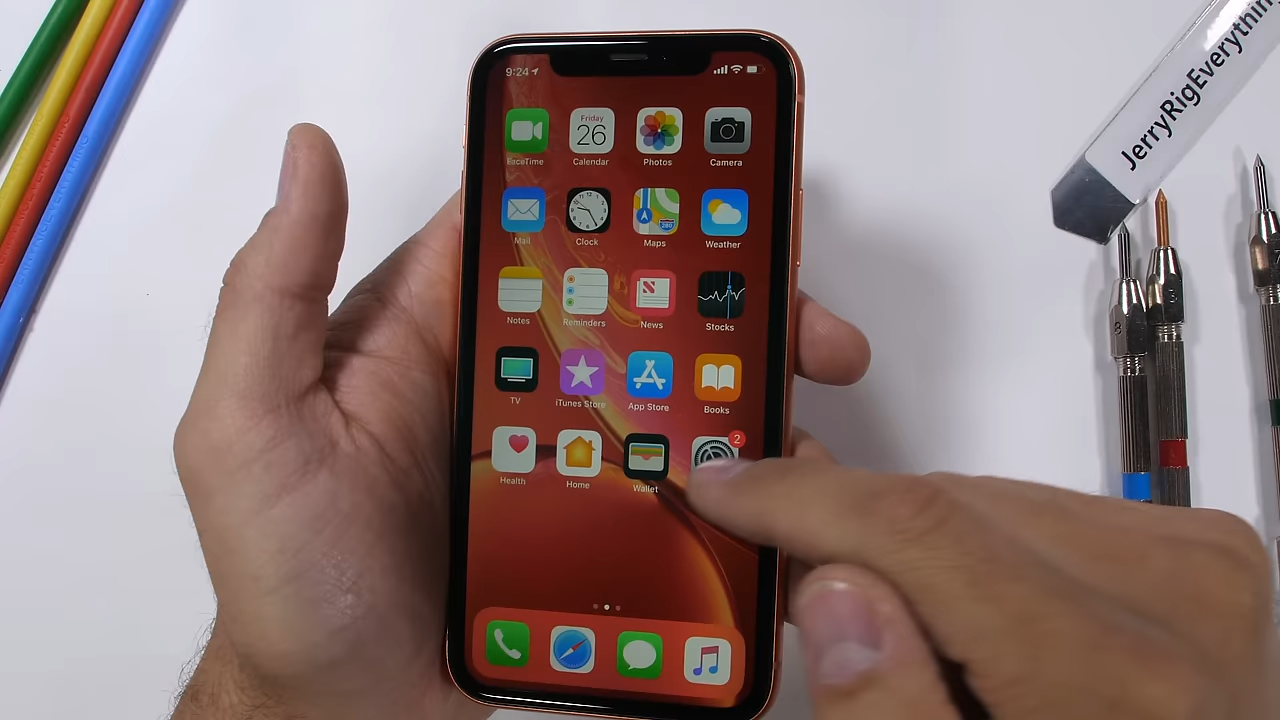 JerryRigEverything
9:24
Friday
26
FaceTime
Calendar
Photos
Camera
Mail
Clock
Maps
Weather
Notes
Reminders
News
Stocks
TV
iTunes Store
App Store
Books
2
Health
Home
Wallet